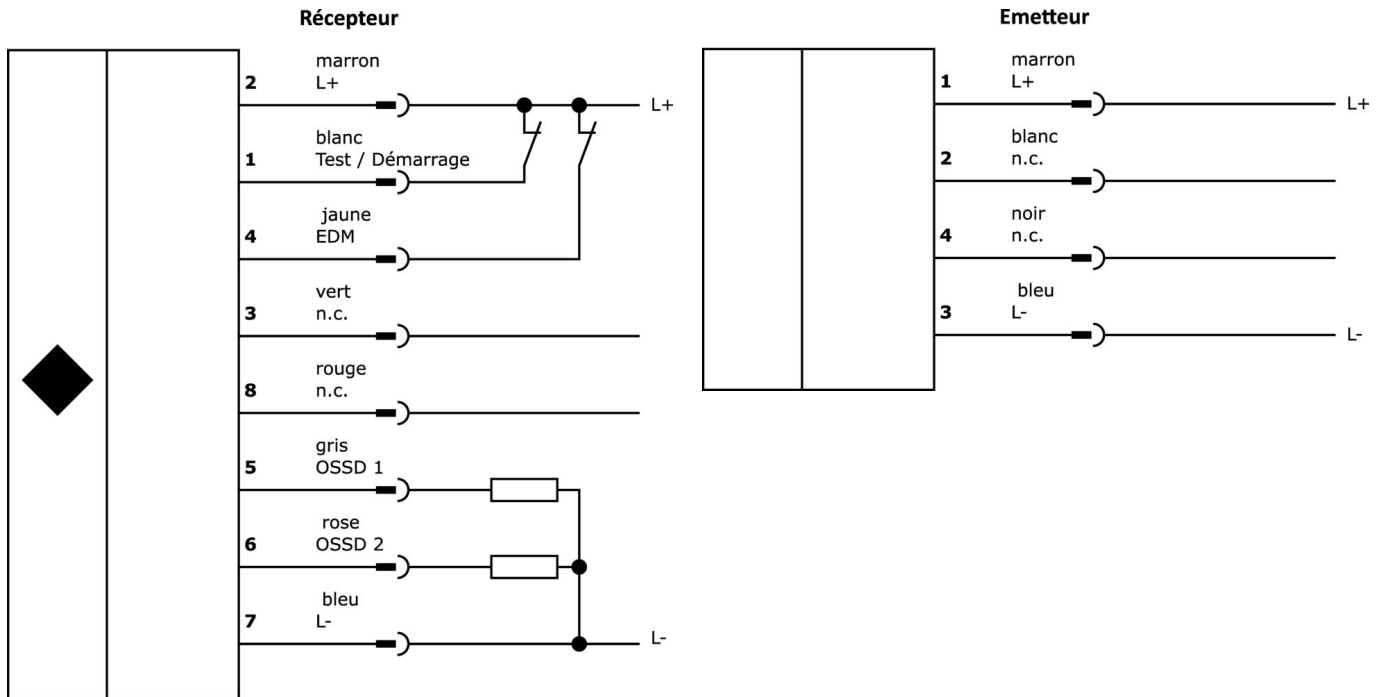 Récepteur
2
marron
L+
L+
1
blanc
Test / Démarrage
4
jaune
EDM
3
vert
n.c.
8
rouge
n.c.
5
gris
OSSD 1
6
rose
OSSD 2
7
bleu
L-
L-
Emetteur
1
marron
L+
L+
2
blanc
n.c.
4
noir
n.c.
3
bleu
L-
L-